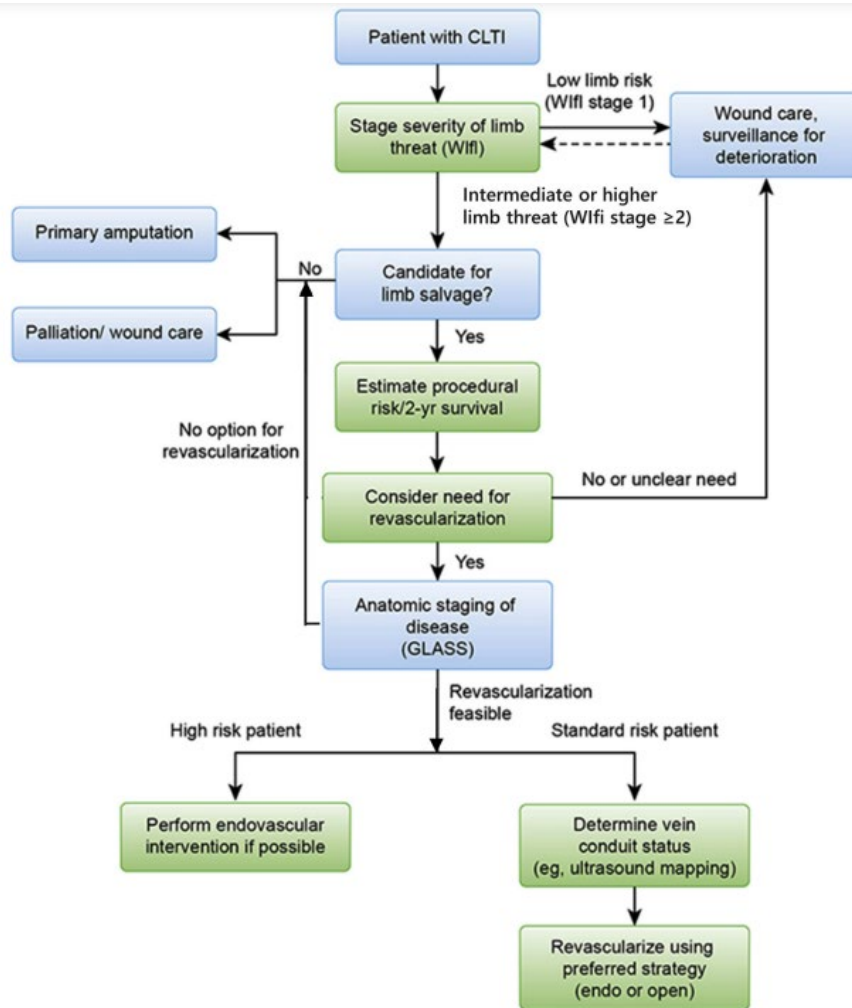 Patient with CLTI
Low limb risk
(WIfI stage 1)
Stage severity of limb
threat (WIfI)
Wound care,
surveillance for
deterioration
Intermediate or higher
limb threat (WIfi stage ≥2)
Primary amputation
No
Candidate for
limb salvage?
Palliation/ wound care
Yes
Estimate procedural
risk/2-yr survival
No option for
revascularization
Consider need for
revascularization
No or unclear need
Yes
Anatomic staging of
disease
(GLASS)
Revascularization
feasible
High risk patient
Standard risk patient
Perform endovascular
intervention if possible
Determine vein
conduit status
(eg, ultrasound mapping)
Revascularize using
preferred strategy
(endo or open)